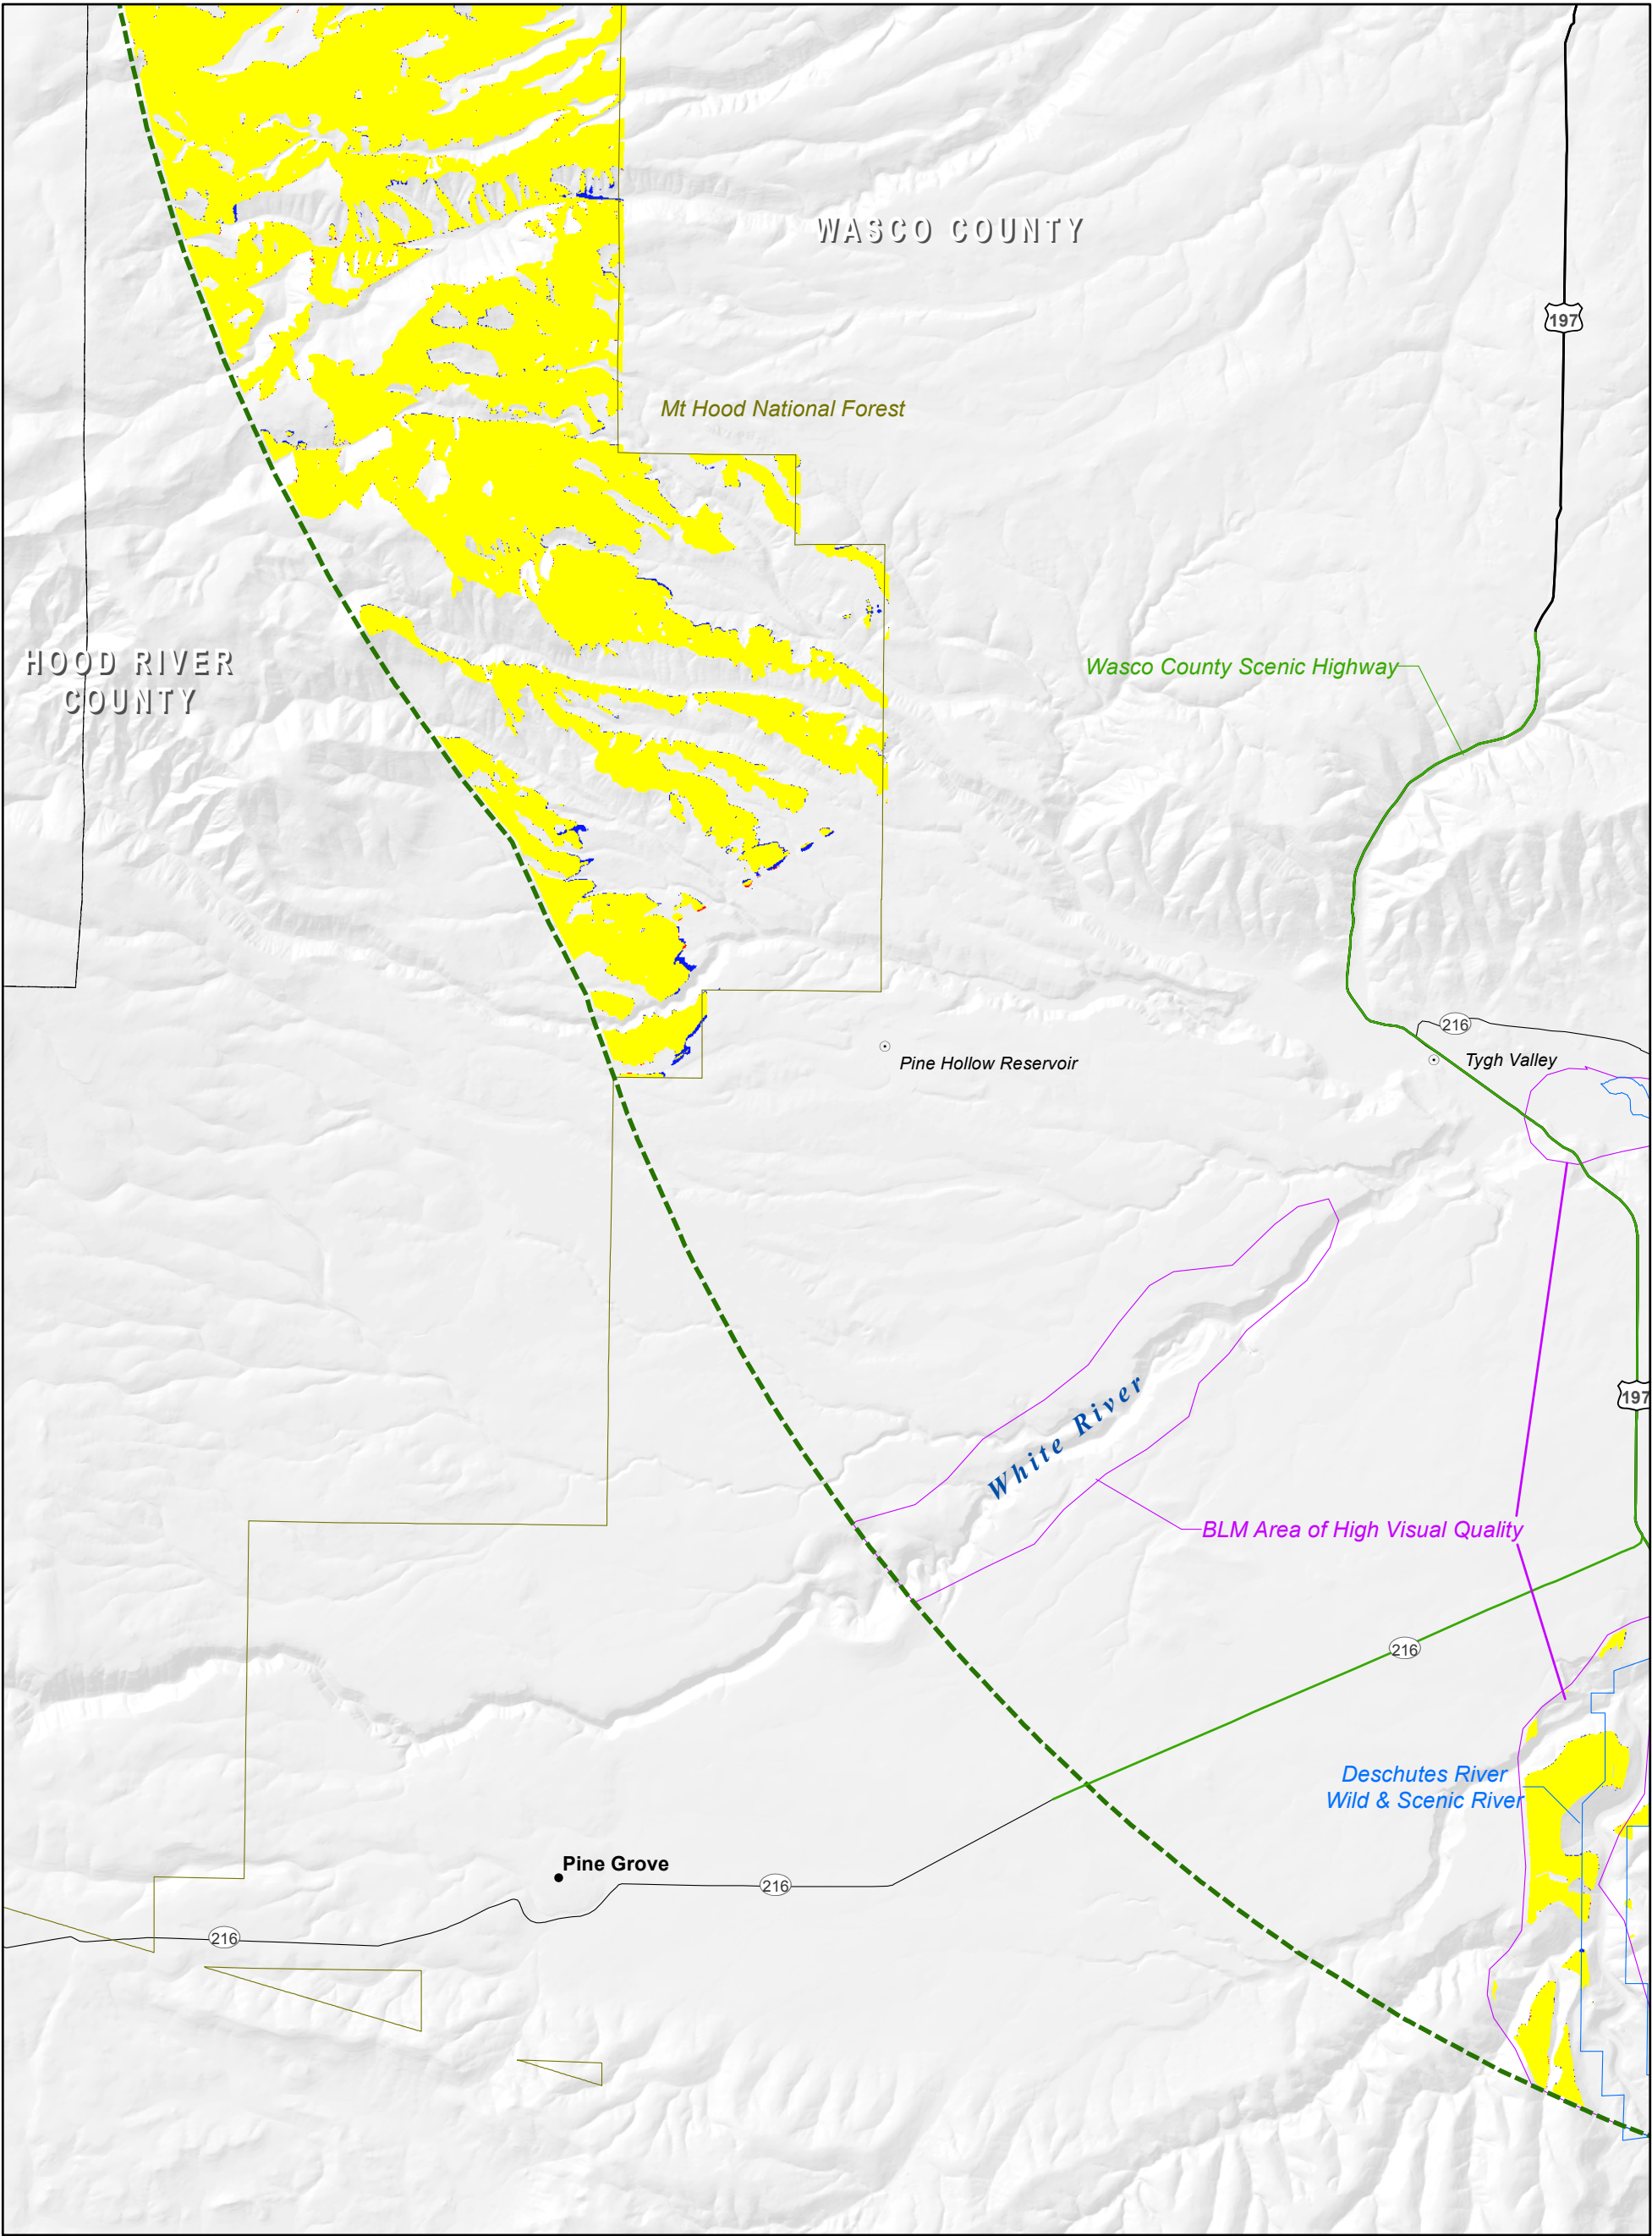 WASCO COUNTY
197
Mt Hood National Forest
HOOD RIVER
COUNTY
Wasco County Scenic Highway
216
Pine Hollow Reservoir
Tygh Valley
White River
197
BLM Area of High Visual Quality
216
Deschutes River
Wild & Scenic River
Pine Grove
216
216